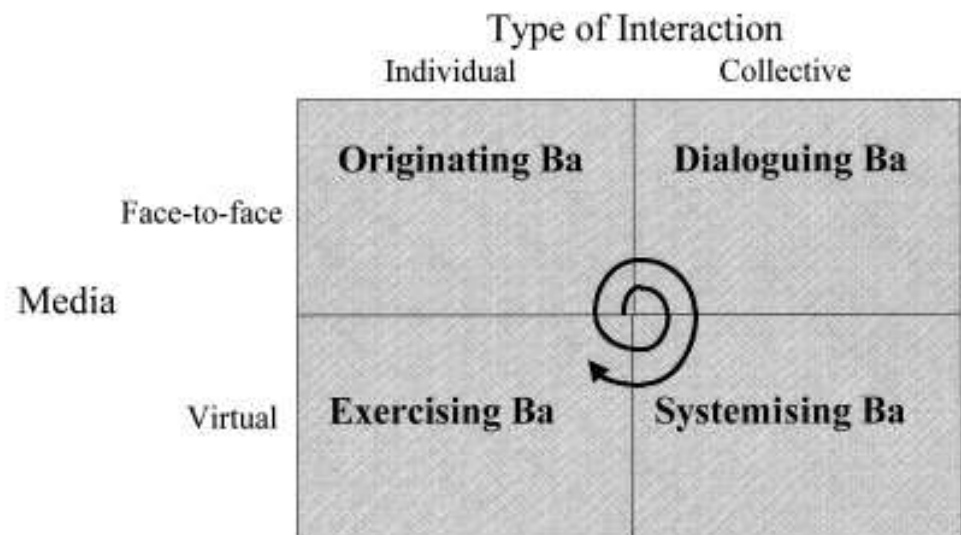 Type of Interaction
Individual Collective
Originating Ba Dialoguing Ba
Face-to-face
Media
Exercising Ba Systemising Ba
Virtual